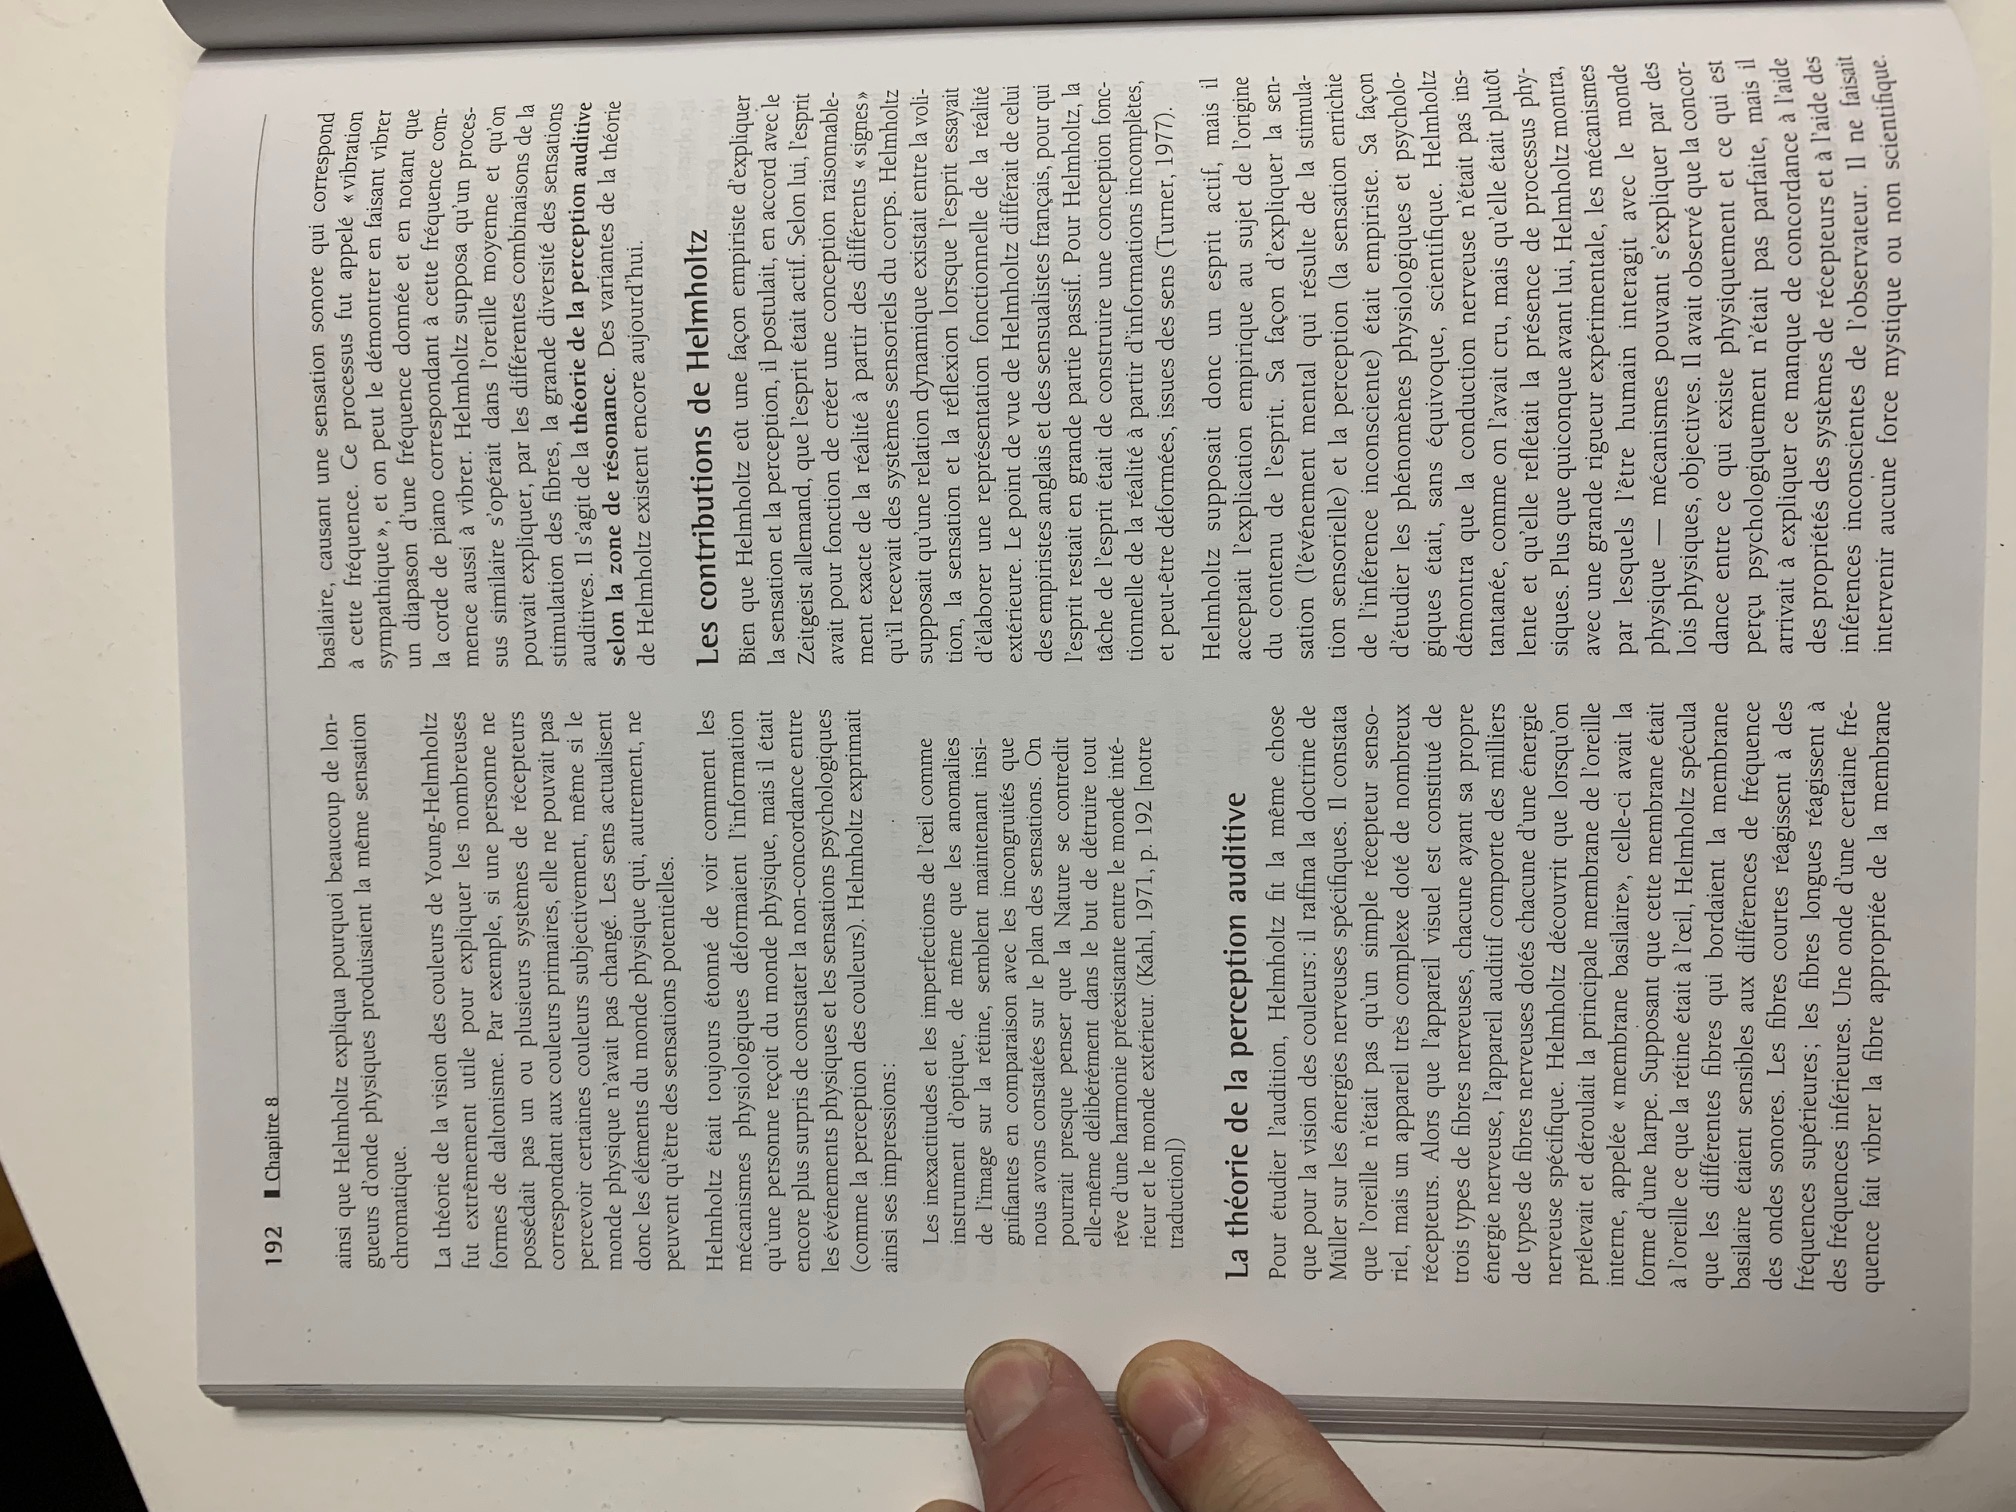 192 Chapitre 8
ainsi que Helmholtz expliqua pourquoi beaucoup de lon-
gueurs d'onde physiques produisaient la même sensation
chromatique.
La théorie de la vision des couleurs de Young-Helmholtz
fut extrêmement utile pour expliquer les nombreuses
formes de daltonisme. Par exemple, si une personne ne
possédait pas un ou plusieurs systèmes de récepteurs
correspondant aux couleurs primaires, elle ne pouvait pas
percevoir certaines couleurs subjectivement, même si le
monde physique n'avait pas changé. Les sens actualisent
donc les éléments du monde physique qui, autrement, ne
peuvent qu'être des sensations potentielles.
Helmholtz était toujours étonné de voir comment les
mécanismes physiologiques déformaient l'information
qu'une personne reçoit du monde physique, mais il était
encore plus surpris de constater la non-concordance entre
les événements physiques et les sensations psychologiques
(comme la perception des couleurs). Helmholtz exprimait
ainsi ses impressions :
Les inexactitudes et les imperfections de l'œil comme
instrument d'optique, de même que les anomalies
de l'image sur la rétine, semblent maintenant insi-
gnifiantes en comparaison avec les incongruités que
nous avons constatées sur le plan des sensations. On
pourrait presque penser que la Nature se contredit
elle-même délibérément dans le but de détruire tout
rêve d'une harmonie préexistante entre le monde inté-
rieur et le monde extérieur. (Kahl, 1971, p. 192 [notre
traduction])
La théorie de la perception auditive
Pour étudier l'audition, Helmholtz fit la même chose
que pour la vision des couleurs : il raffina la doctrine de
Müller sur les énergies nerveuses spécifiques. Il constata
que l'oreille n'était pas qu'un simple récepteur senso-
riel, mais un appareil très complexe doté de nombreux
récepteurs. Alors que l'appareil visuel est constitué de
trois types de fibres nerveuses, chacune ayant sa propre
énergie nerveuse, l'appareil auditif comporte des milliers
de types de fibres nerveuses dotés chacune d'une énergie
nerveuse spécifique. Helmholtz découvrit que lorsqu'on
prélevait et déroulait la principale membrane de l'oreille
interne, appelée « membrane basilaire», celle-ci avait la
forme d'une harpe. Supposant que cette membrane était
à l'oreille ce que la rétine était à l'œil, Helmholtz spécula
que les différentes fibres qui bordaient la membrane
basilaire étaient sensibles aux différences de fréquence
des ondes sonores. Les fibres courtes réagissent à des
fréquences supérieures ; les fibres longues réagissent à
des fréquences inférieures. Une onde d'une certaine fré-
quence fait vibrer la fibre appropriée de la membrane
basilaire, causant une sensation sonore qui correspond
à cette fréquence. Ce processus fut appelé « vibration
sympathique », et on peut le démontrer en faisant vibrer
un diapason d'une fréquence donnée et en notant que
la corde de piano correspondant à cette fréquence com-
mence aussi à vibrer. Helmholtz supposa qu'un proces-
sus similaire s'opérait dans l'oreille moyenne et qu'on
pouvait expliquer, par les différentes combinaisons de la
stimulation des fibres, la grande diversité des sensations
auditives. Il s'agit de la théorie de la perception auditive
selon la zone de résonance. Des variantes de la théorie
de Helmholtz existent encore aujourd'hui.
Les contributions de Helmholtz
Bien que Helmholtz eût une façon empiriste d'expliquer
la sensation et la perception, il postulait, en accord avec le
Zeitgeist allemand, que l'esprit était actif. Selon lui, l'esprit
avait pour fonction de créer une conception raisonnable-
ment exacte de la réalité à partir des différents « signes»
qu'il recevait des systèmes sensoriels du corps. Helmholtz
supposait qu'une relation dynamique existait entre la voli-
tion, la sensation et la réflexion lorsque l'esprit essayait
d'élaborer une représentation fonctionnelle de la réalité
extérieure. Le point de vue de Helmholtz différait de celui
des empiristes anglais et des sensualistes français, pour qui
l'esprit restait en grande partie passif. Pour Helmholtz, la
tâche de l'esprit était de construire une conception fonc-
tionnelle de la réalité à partir d'informations incomplètes,
et peut-être déformées, issues des sens (Turner, 1977).
Helmholtz supposait donc un esprit actif, mais il
acceptait l'explication empirique au sujet de l'origine
du contenu de l'esprit. Sa façon d'expliquer la sen-
sation (l'événement mental qui résulte de la stimula-
tion sensorielle) et la perception (la sensation enrichie
de l'inférence inconsciente) était empiriste. Sa façon
d'étudier les phénomènes physiologiques et psycholo-
giques était, sans équivoque, scientifique. Helmholtz
démontra que la conduction nerveuse n'était pas ins-
tantanée, comme on l'avait cru, mais qu'elle était plutôt
lente et qu'elle reflétait la présence de processus phy-
siques. Plus que quiconque avant lui, Helmholtz montra,
avec une grande rigueur expérimentale, les mécanismes
par lesquels l'être humain interagit avec le monde
physique — mécanismes pouvant s'expliquer par des
lois physiques, objectives. Il avait observé que la concor-
dance entre ce qui existe physiquement et ce qui est
perçu psychologiquement n'était pas parfaite, mais il
arrivait à expliquer ce manque de concordance à l'aide
des propriétés des systèmes de récepteurs et à l'aide des
inférences inconscientes de l'observateur. Il ne faisait
intervenir aucune force mystique ou non scientifique.